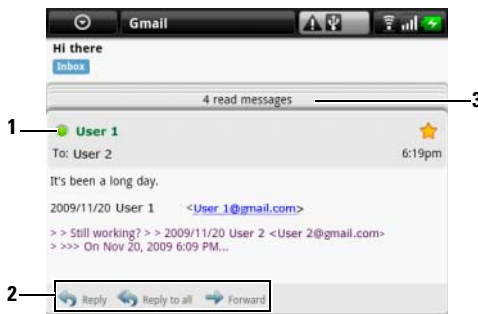 Gmail
Hi there
Inbox
4 read messages
3
1
User 1
To: User 2
6:19pm
It's been a long day.
2009/11/20 User 1 <User 1@gmail.com>
> > Still working? > > 2009/11/20 User 2 <User 2@gmail.com>
> >>> On Nov 20, 2009 6:09 PM...
2
Reply Reply to all Forward